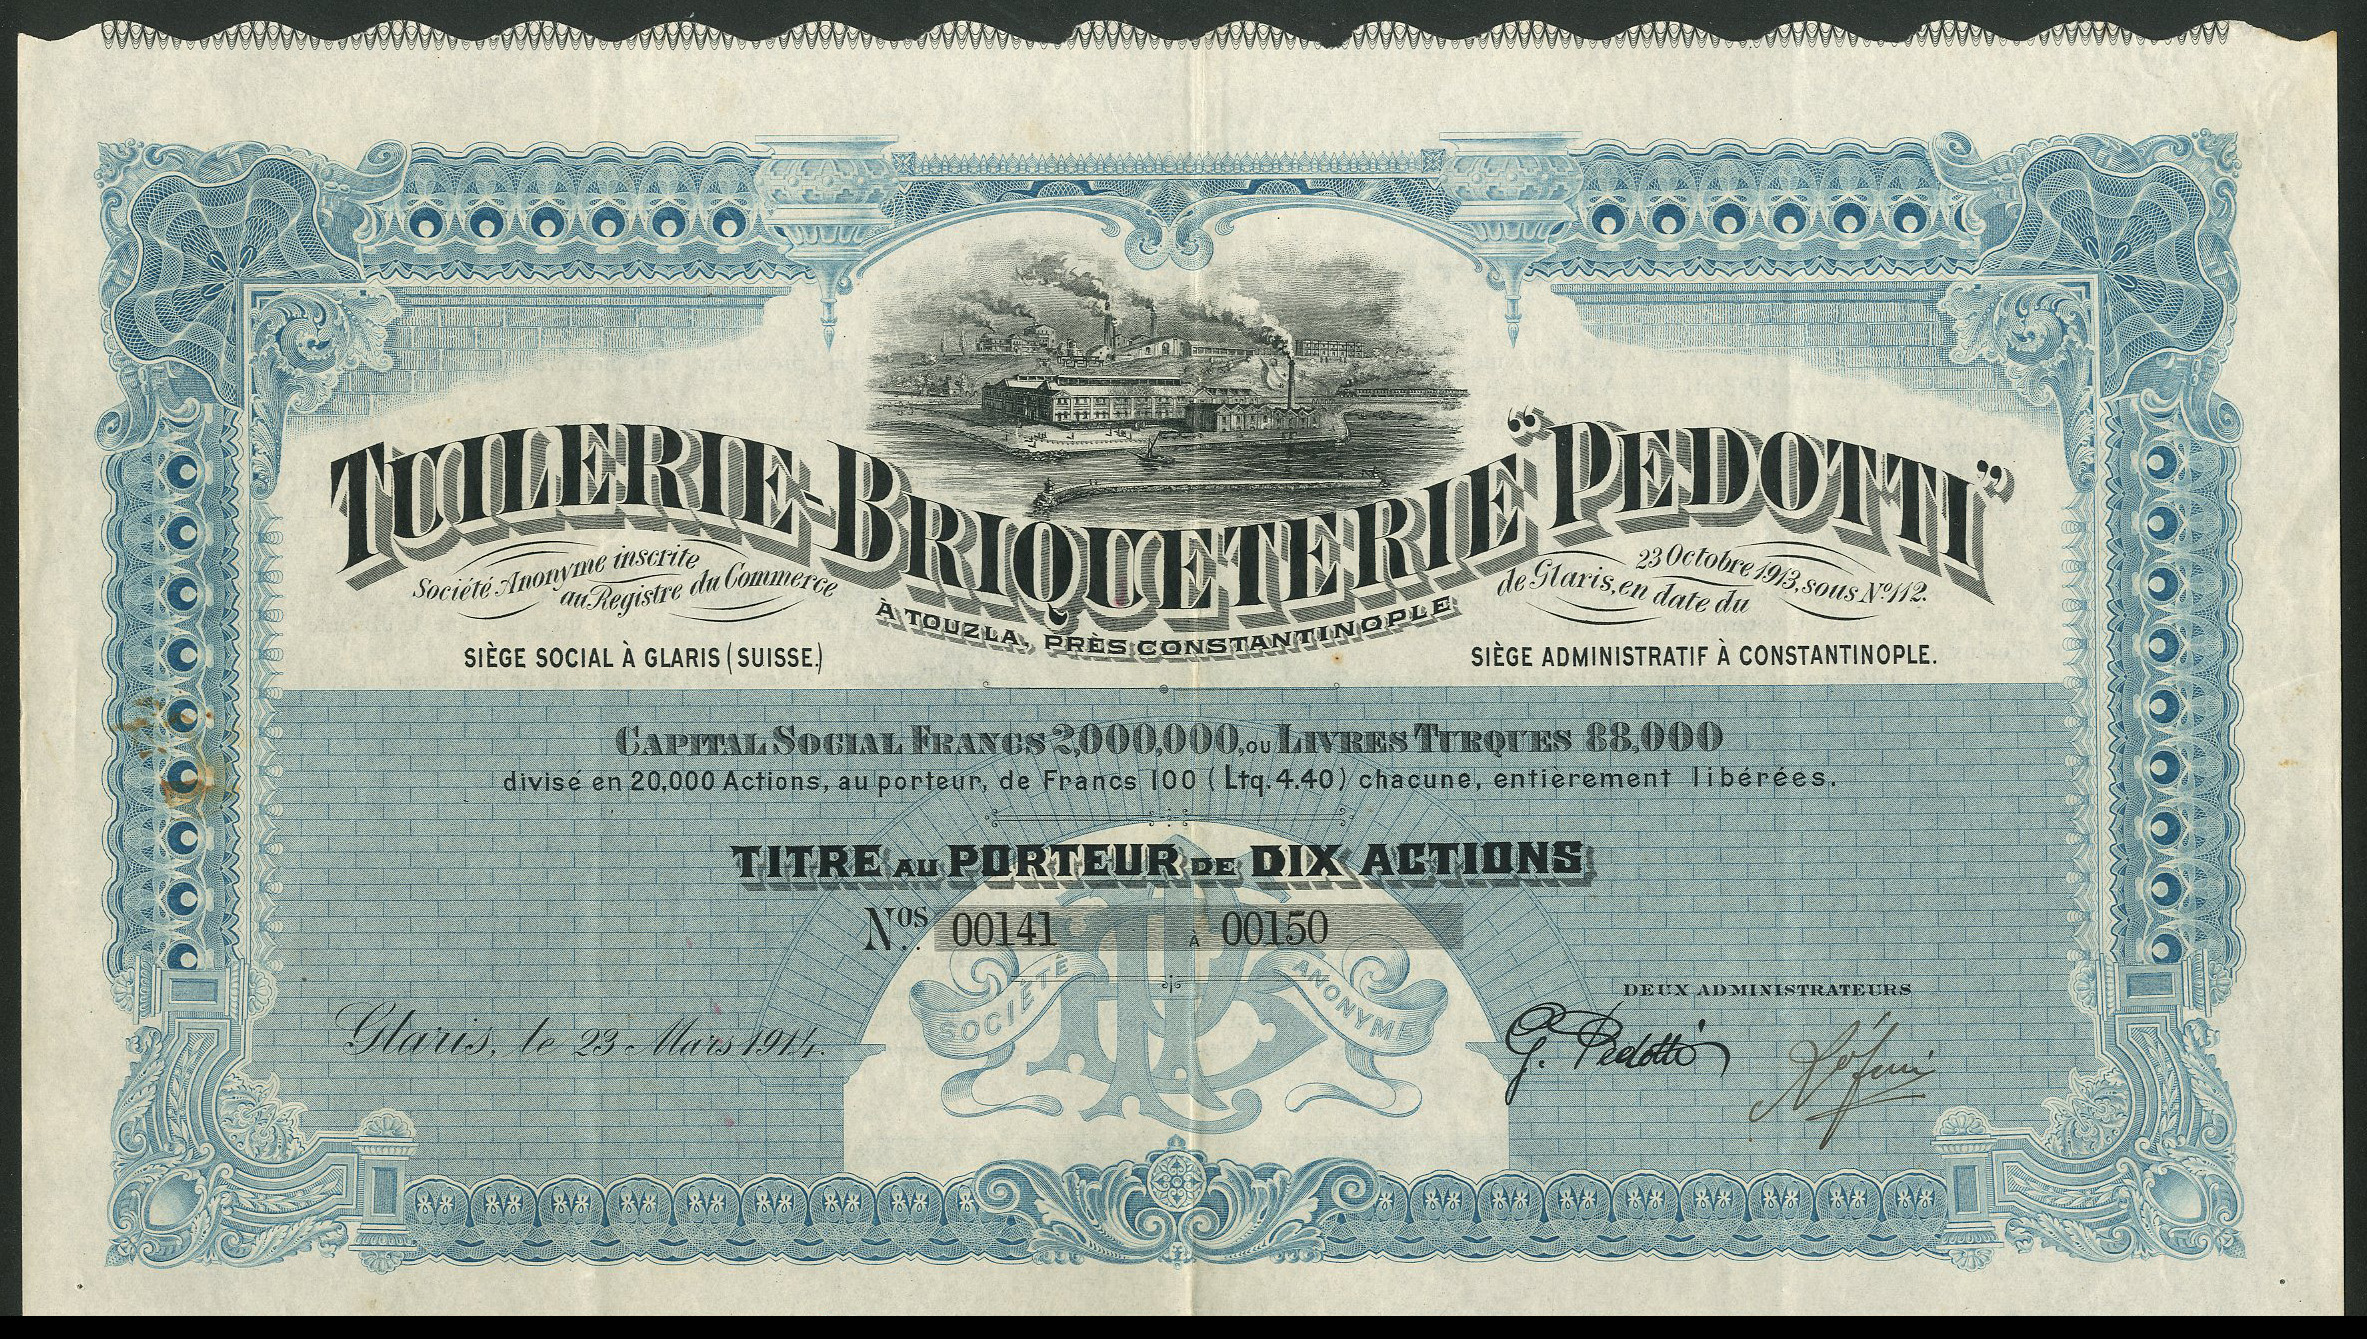 TUILERIE-BRIQUETERIE “PEDOTTI”
À TOUZLA, PRÈS CONSTANTINOPLE
Société Anonyme inscrite
au Registre du Commerce
de Glaris, en date du
23 Octobre 1913, sous Nº 112.
SIÈGE SOCIAL À GLARIS (SUISSE.)
SIÈGE ADMINISTRATIF À CONSTANTINOPLE.
CAPITAL SOCIAL FRANCS 2,000,000, OU LIVRES TURQUES 88,000
divisé en 20,000 Actions, au porteur, de Francs 100 (Ltq. 4.40) chacune, entièrement libérées.
TITRE AU PORTEUR DE DIX ACTIONS
Nos. 00141 À 00150
SOCIÉTÉ ANONYME
Glaris, le 23 Mars 1914.
DEUX ADMINISTRATEURS
G. Pedotti